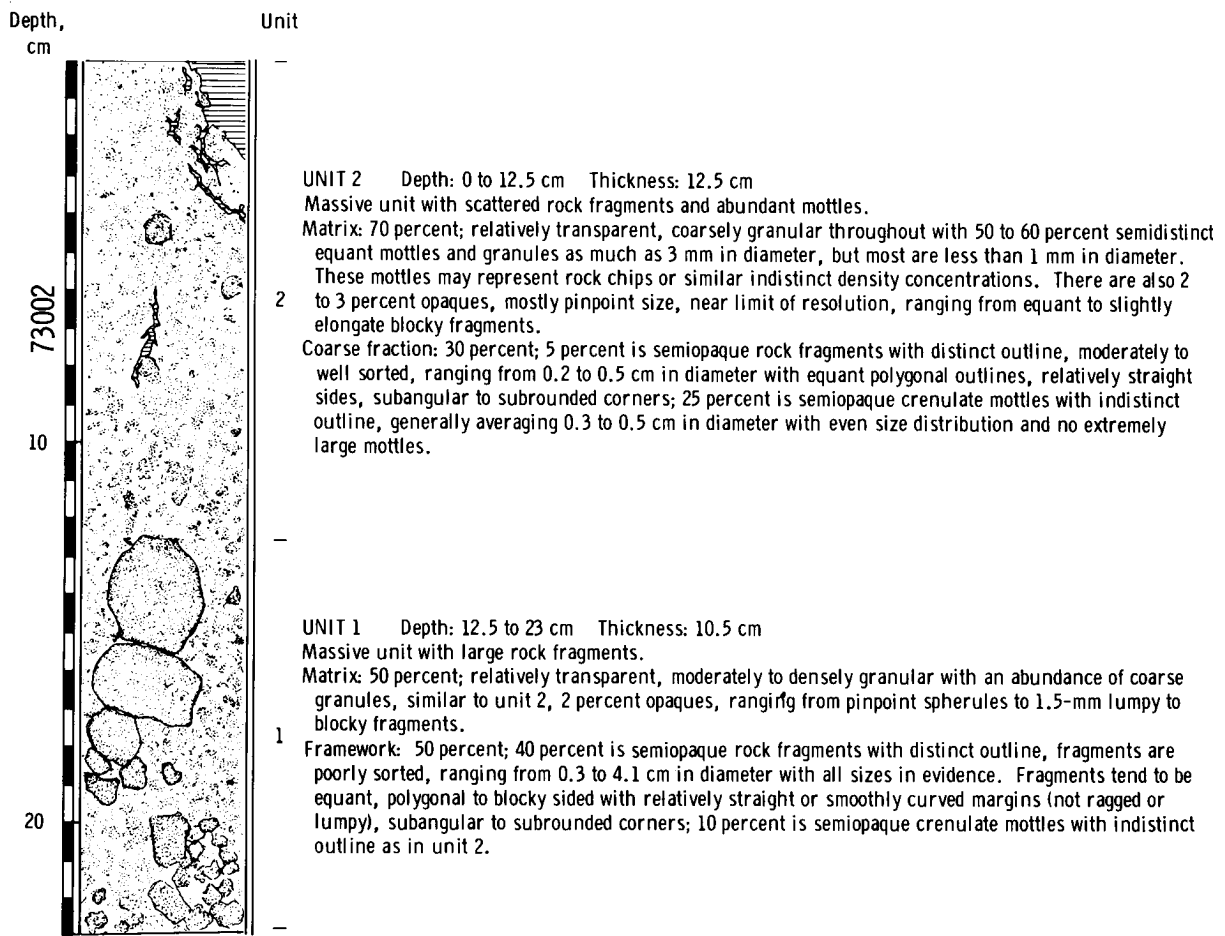 Depth,
cm
Unit
73002
10
20
2
1
UNIT 2 Depth: 0 to 12.5 cm Thickness: 12.5 cm
Massive unit with scattered rock fragments and abundant mottles.
Matrix: 70 percent; relatively transparent, coarsely granular throughout with 50 to 60 percent semidistinct
equant mottles and granules as much as 3 mm in diameter, but most are less than 1 mm in diameter.
These mottles may represent rock chips or similar indistinct density concentrations. There are also 2
to 3 percent opaques, mostly pinpoint size, near limit of resolution, ranging from equant to slightly
elongate blocky fragments.
Coarse fraction: 30 percent; 5 percent is semiopaque rock fragments with distinct outline, moderately to
well sorted, ranging from 0.2 to 0.5 cm in diameter with equant polygonal outlines, relatively straight
sides, subangular to subrounded corners; 25 percent is semiopaque crenulate mottles with indistinct
outline, generally averaging 0.3 to 0.5 cm in diameter with even size distribution and no extremely
large mottles.
UNIT 1 Depth: 12.5 to 23 cm Thickness: 10.5 cm
Massive unit with large rock fragments.
Matrix: 50 percent; relatively transparent, moderately to densely granular with an abundance of coarse
granules, similar to unit 2, 2 percent opaques, ranging from pinpoint spherules to 1.5-mm lumpy to
blocky fragments.
Framework: 50 percent; 40 percent is semiopaque rock fragments with distinct outline, fragments are
poorly sorted, ranging from 0.3 to 4.1 cm in diameter with all sizes in evidence. Fragments tend to be
equant, polygonal to blocky sided with relatively straight or smoothly curved margins (not ragged or
lumpy), subangular to subrounded corners; 10 percent is semiopaque crenulate mottles with indistinct
outline as in unit 2.